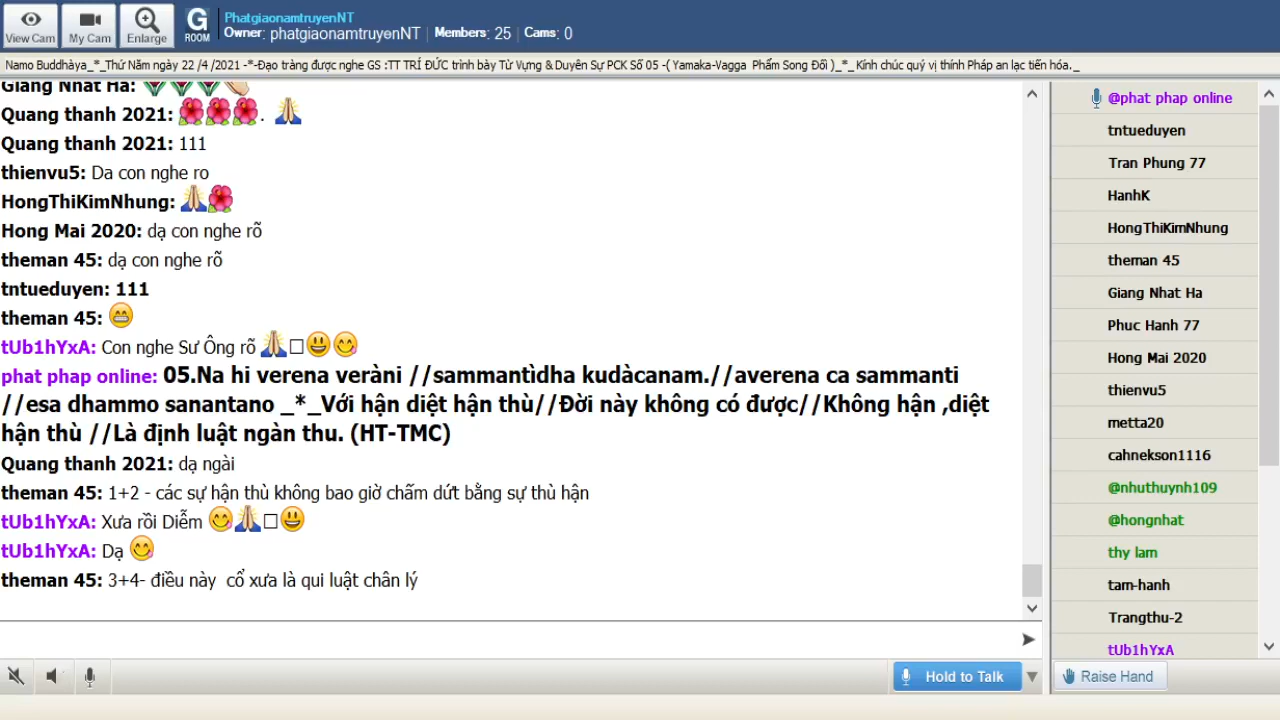 View Cam
My Cam
Enlarge
G
ROOM
PhatgiaonamtruyenNT
Owner: phatgiaonamtruyenNT | Members: 25 | Cams: 0
Namo Buddhàya_*_Thứ Năm ngày 22 /4 /2021 -*-Đạo tràng được nghe GS :TT TRÍ ĐỨC trình bày Từ Vựng & Duyên Sự PCK Số 05 -( Yamaka-Vagga Phẩm Song Đối )_*_ Kính chúc quý vị thính Pháp an lạc tiến hóa._
Giang Nhat Ha:
Quang thanh 2021: .
Quang thanh 2021: 111
thienvu5: Da con nghe ro
HongThiKimNhung:
Hong Mai 2020: dạ con nghe rõ
theman 45: dạ con nghe rõ
tntueduyen: 111
theman 45:
tUb1hYxA: Con nghe Sư Ông rõ
phat phap online: 05.Na hi verena veràni //sammantìdha kudàcanam.//averena ca sammanti
//esa dhammo sanantano _*_Với hận diệt hận thù//Đời này không có được//Không hận ,diệt
hận thù //Là định luật ngàn thu. (HT-TMC)
Quang thanh 2021: dạ ngài
theman 45: 1+2 - các sự hận thù không bao giờ chấm dứt bằng sự thù hận
tUb1hYxA: Xưa rồi Diễm
tUb1hYxA: Dạ
theman 45: 3+4- điều này cổ xưa là qui luật chân lý
Hold to Talk
@phat phap online
tntueduyen
Tran Phung 77
HanhK
HongThiKimNhung
theman 45
Giang Nhat Ha
Phuc Hanh 77
Hong Mai 2020
thienvu5
metta20
cahnekson1116
@nhuthuynh109
@hongnhat
thy lam
tam-hanh
Trangthu-2
tUb1hYxA
Raise Hand